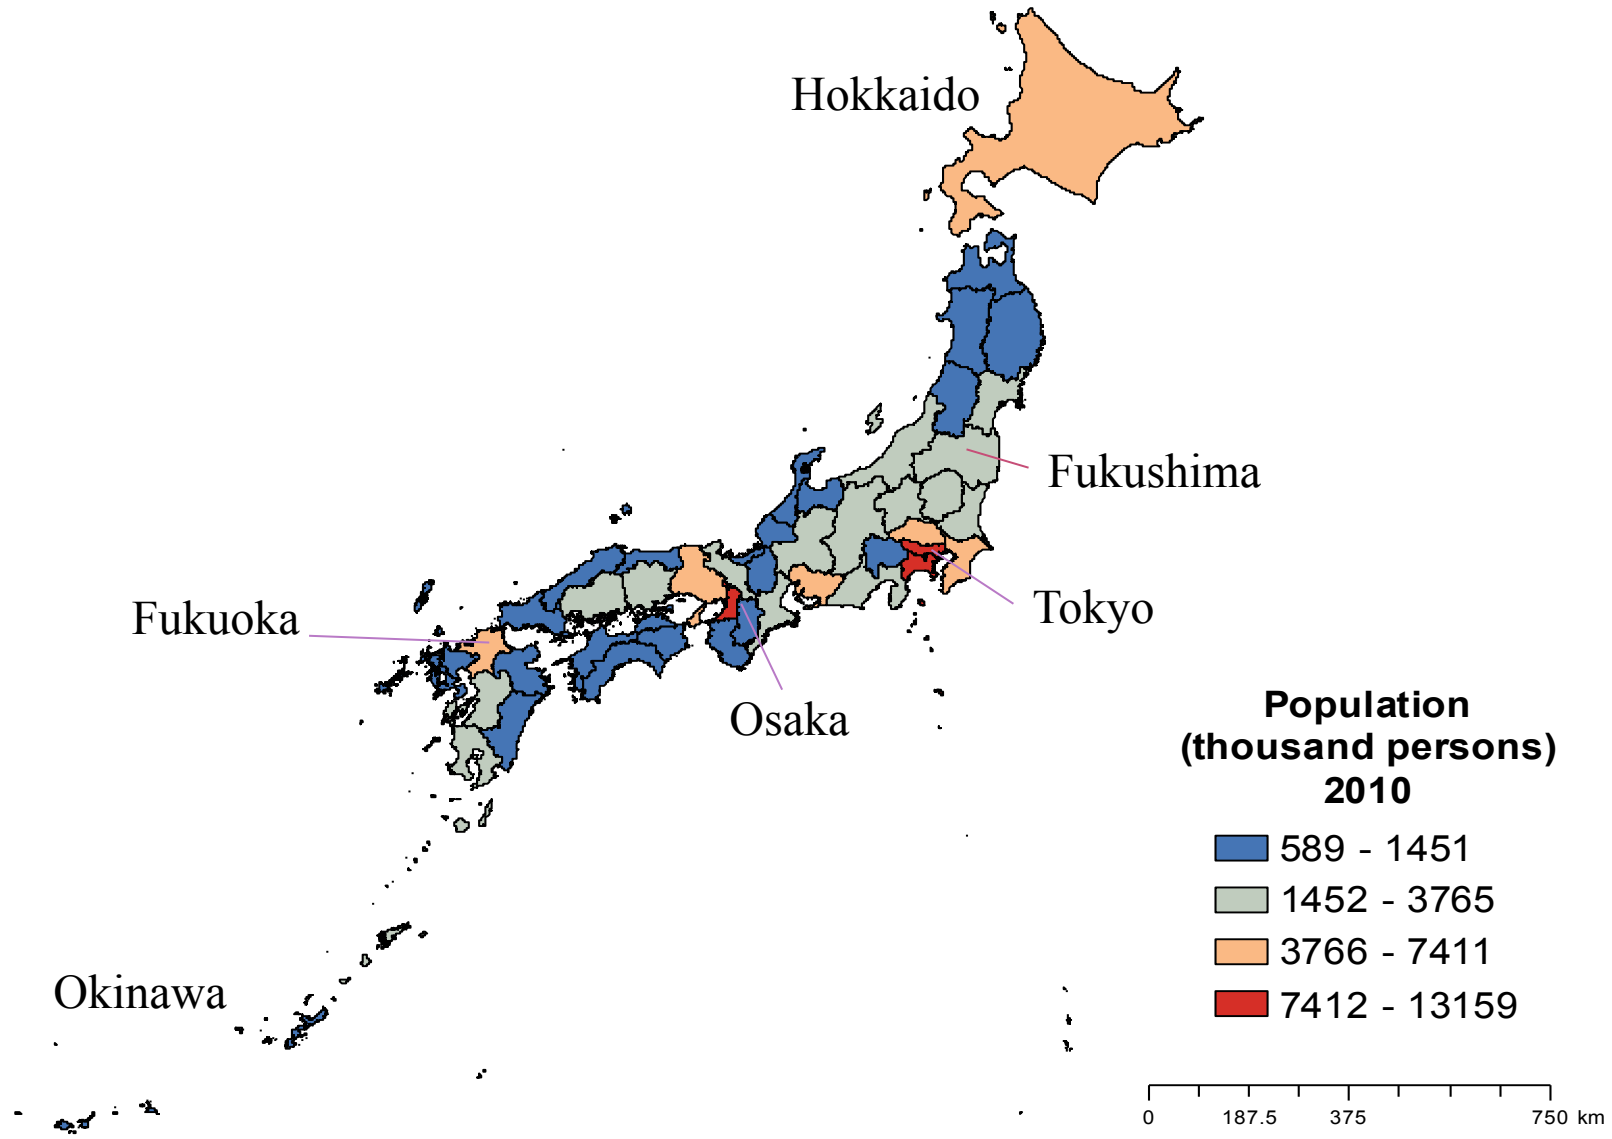 Hokkaido
Fukushima
Tokyo
Fukuoka
Osaka
Okinawa
Population
(thousand persons)
2010
589 - 1451
1452 - 3765
3766 - 7411
7412 - 13159
0 187.5 375 750 km